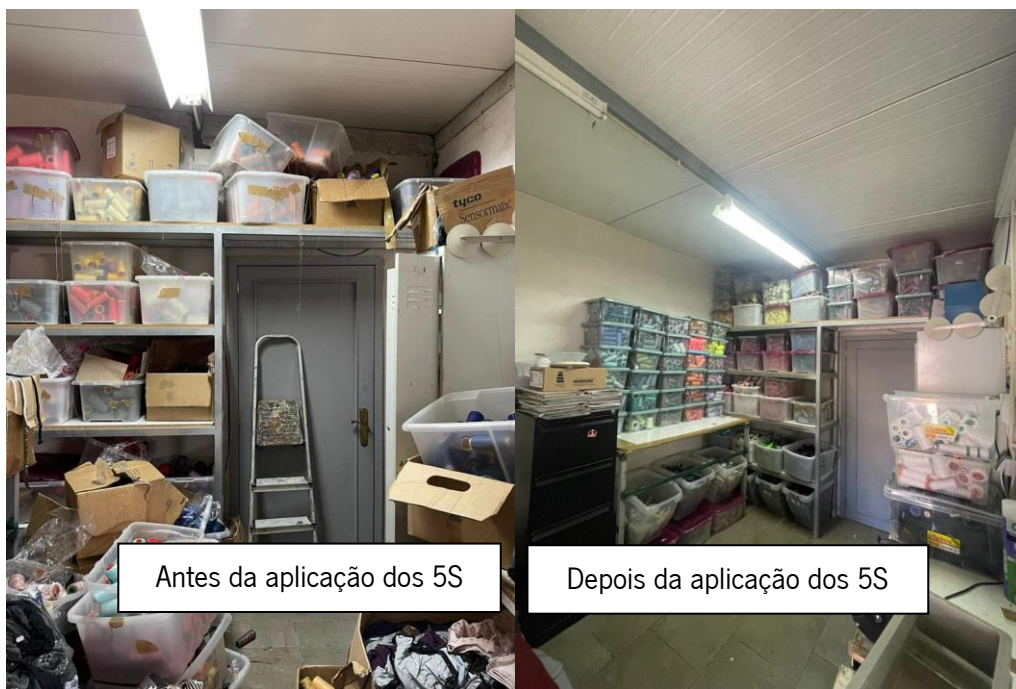 tyco
Sensormatic
Antes da aplicação dos 5S
Depois da aplicação dos 5S